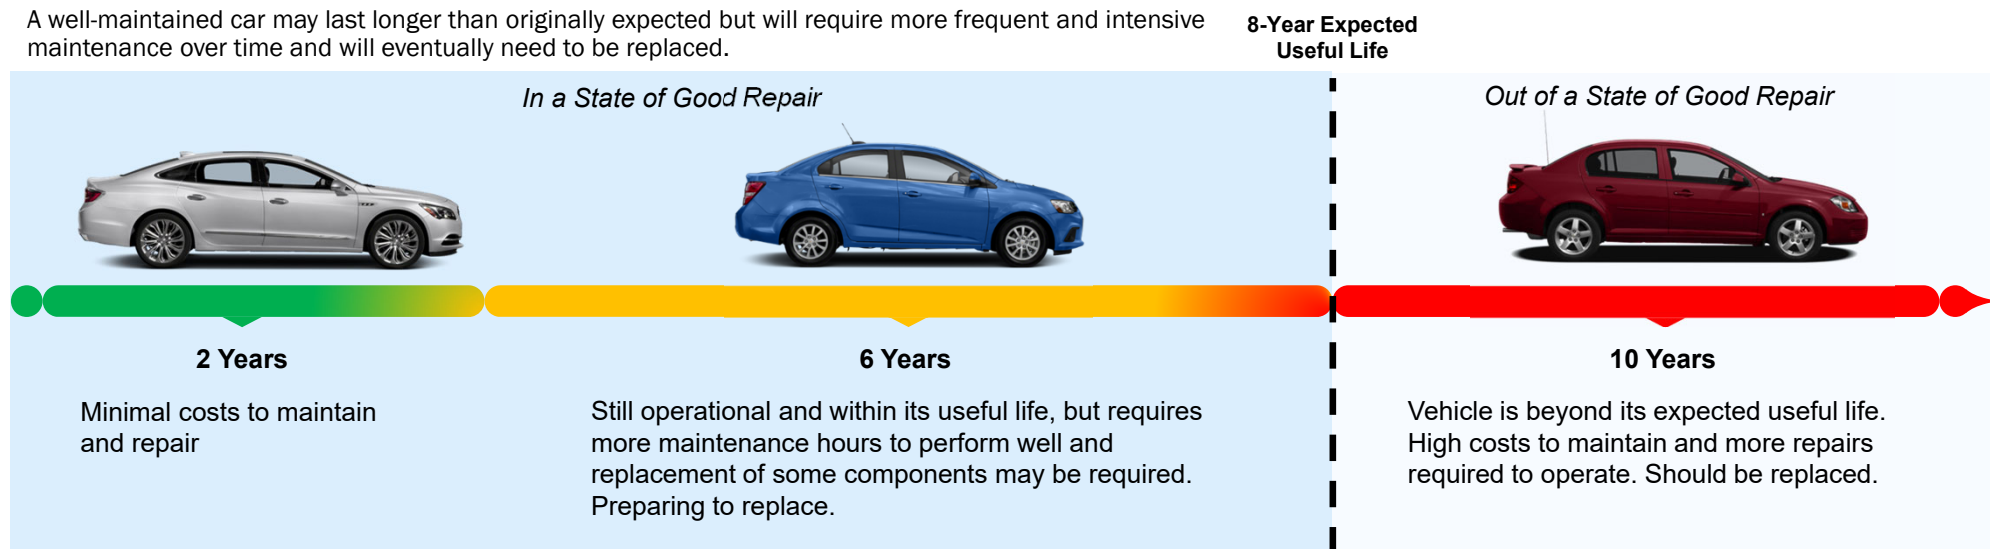 A well-maintained car may last longer than originally expected but will require more frequent and intensive
maintenance over time and will eventually need to be replaced.
8-Year Expected
Useful Life
In a State of Good Repair
Out of a State of Good Repair
2 Years
Minimal costs to maintain
and repair
6 Years
Still operational and within its useful life, but requires
more maintenance hours to perform well and
replacement of some components may be required.
Preparing to replace.
10 Years
Vehicle is beyond its expected useful life.
High costs to maintain and more repairs
required to operate. Should be replaced.